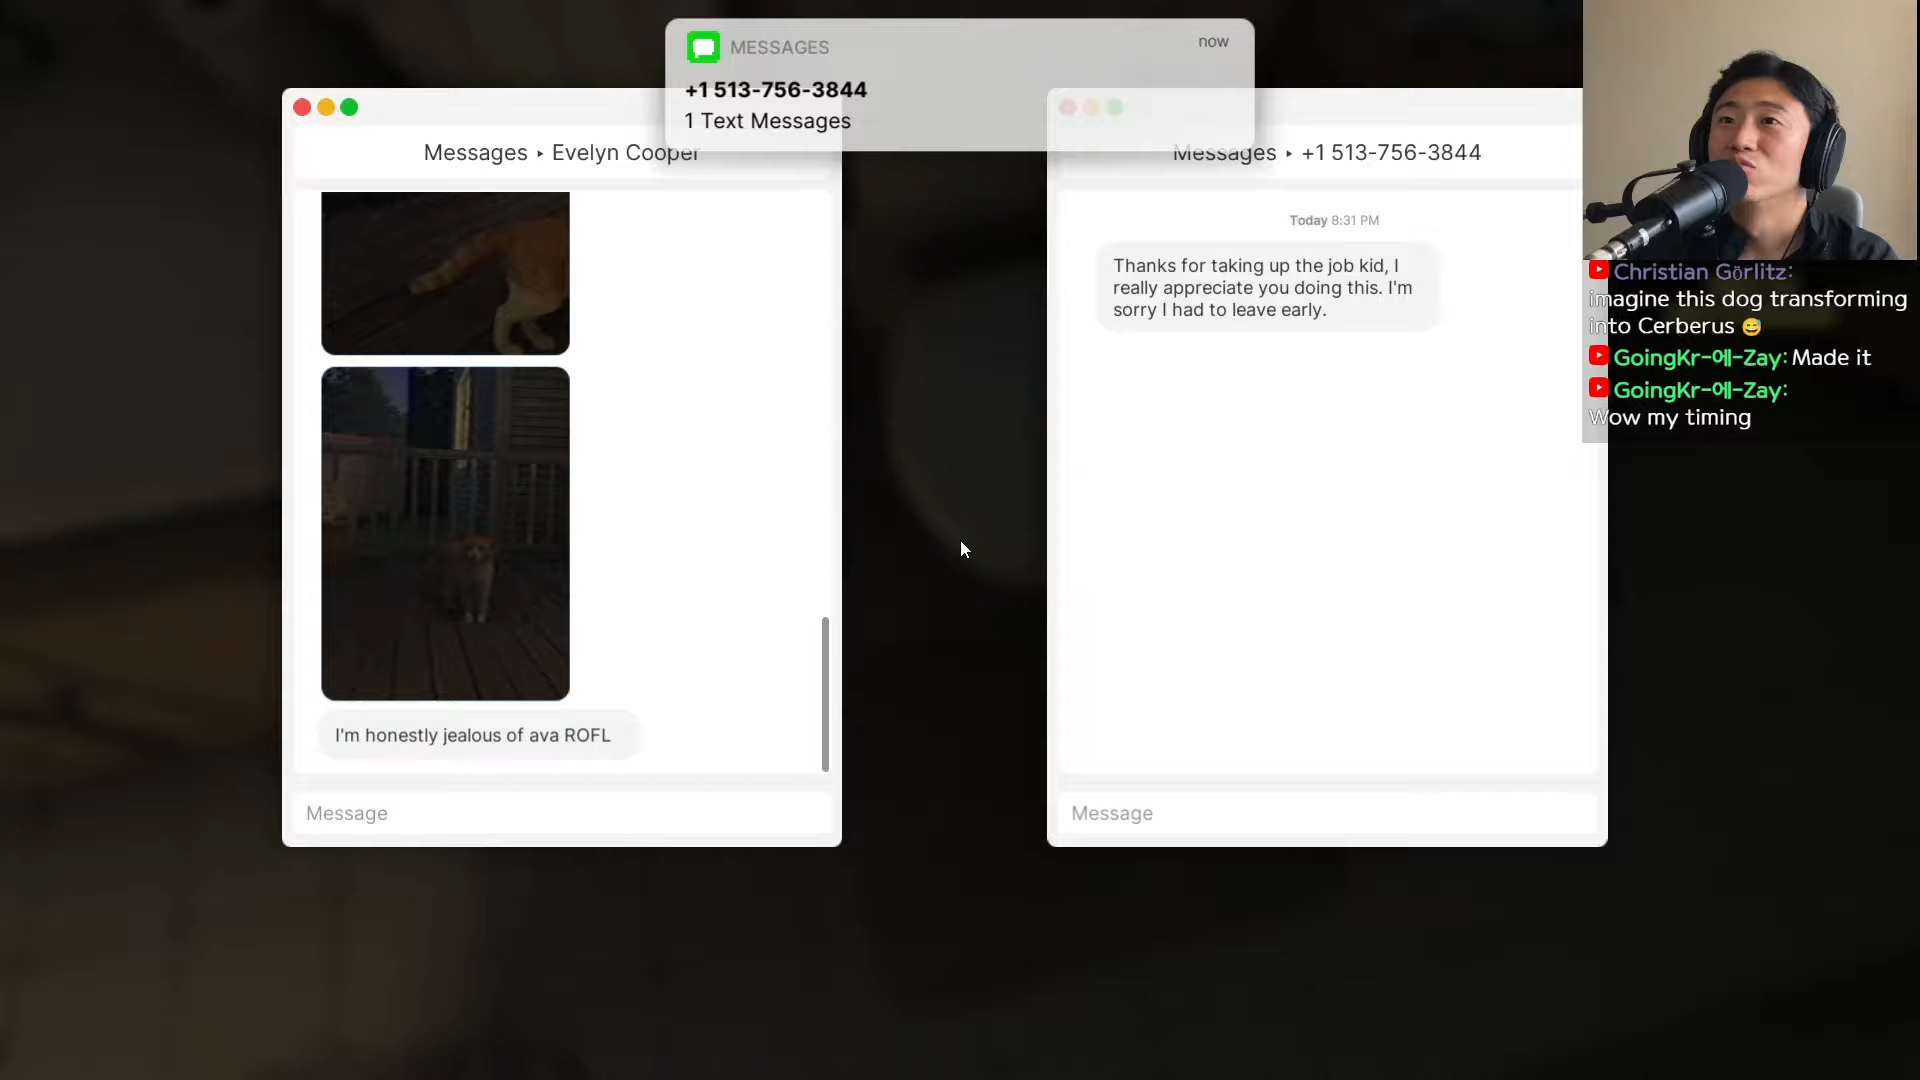 MESSAGES
now
+1 513-756-3844
1 Text Messages
Messages ▸ Evelyn Cooper
I'm honestly jealous of ava ROFL
Message
Messages ▸ +1 513-756-3844
Today 8:31 PM
Thanks for taking up the job kid, I
really appreciate you doing this. I'm
sorry I had to leave early.
Message
Christian Görlitz:
imagine this dog transforming
into Cerberus 😅
GoingKr-에-Zay: Made it
GoingKr-에-Zay:
Wow my timing